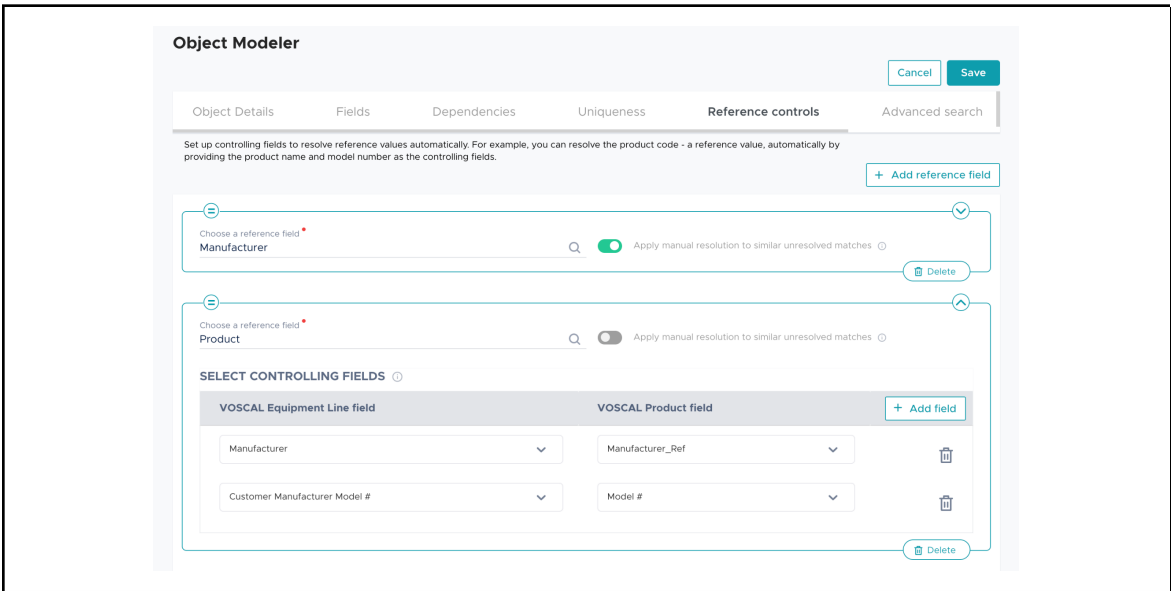 Object Modeler
Cancel
Save
Object Details
Fields
Dependencies
Uniqueness
Reference controls
Advanced search
Set up controlling fields to resolve reference values automatically. For example, you can resolve the product code - a reference value, automatically by
providing the product name and model number as the controlling fields.
+ Add reference field
Choose a reference field *
Manufacturer
Apply manual resolution to similar unresolved matches
Delete
Choose a reference field *
Product
Apply manual resolution to similar unresolved matches
SELECT CONTROLLING FIELDS
VOSCAL Equipment Line field
VOSCAL Product field
+ Add field
Manufacturer
Manufacturer_Ref
Customer Manufacturer Model #
Model #
Delete